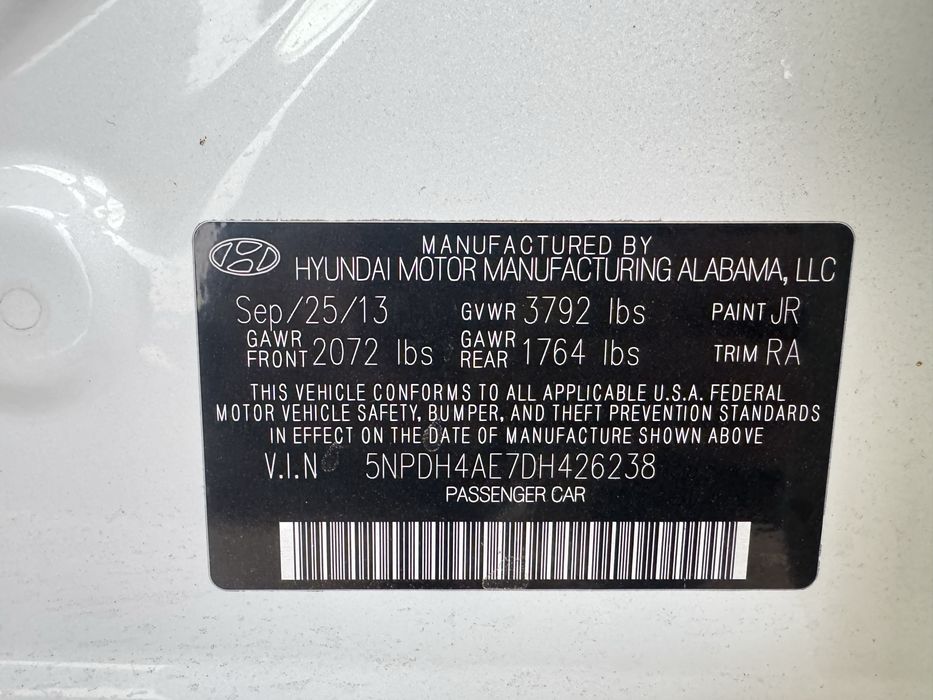 MANUFACTURED BY
HYUNDAI MOTOR MANUFACTURING ALABAMA, LLC
Sep/25/13 GVWR 3792 lbs PAINT JR
GAWR FRONT 2072 lbs GAWR REAR 1764 lbs TRIM RA
THIS VEHICLE CONFORMS TO ALL APPLICABLE U.S.A. FEDERAL
MOTOR VEHICLE SAFETY, BUMPER, AND THEFT PREVENTION STANDARDS
IN EFFECT ON THE DATE OF MANUFACTURE SHOWN ABOVE
V.I.N 5NPDH4AE7DH426238
PASSENGER CAR